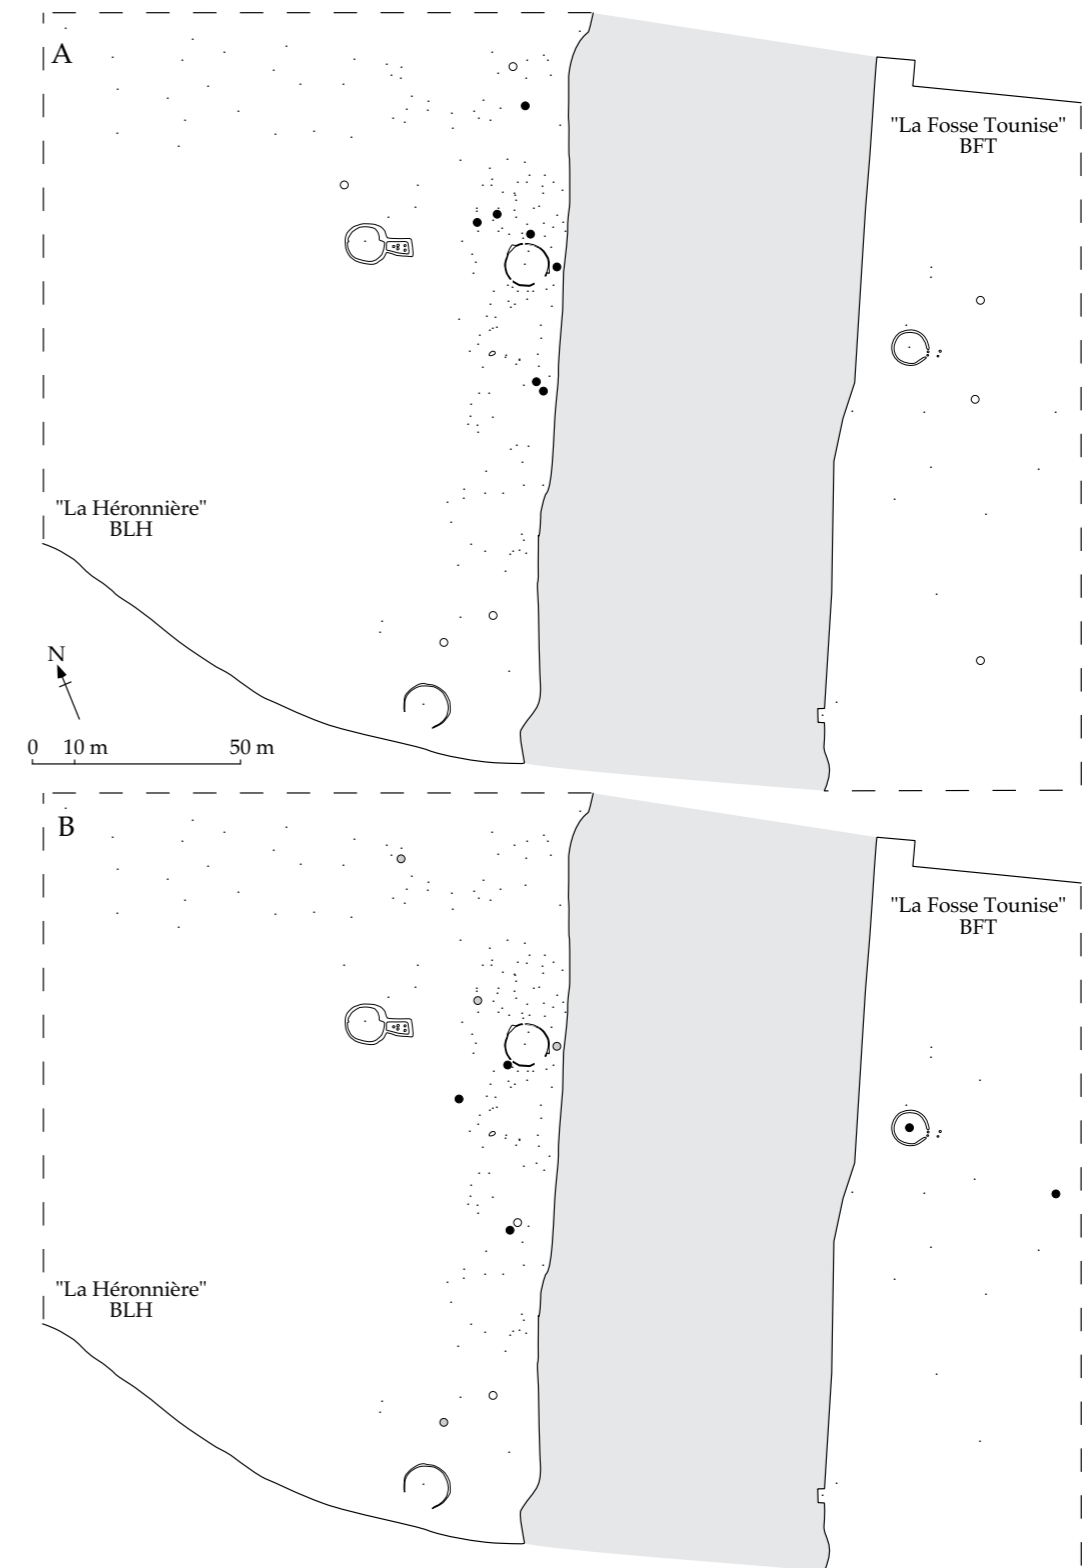 A
"La Fosse Tounise"
BFT
"La Héronnière"
BLH
N
0 10 m 50 m
B
"La Fosse Tounise"
BFT
"La Héronnière"
BLH